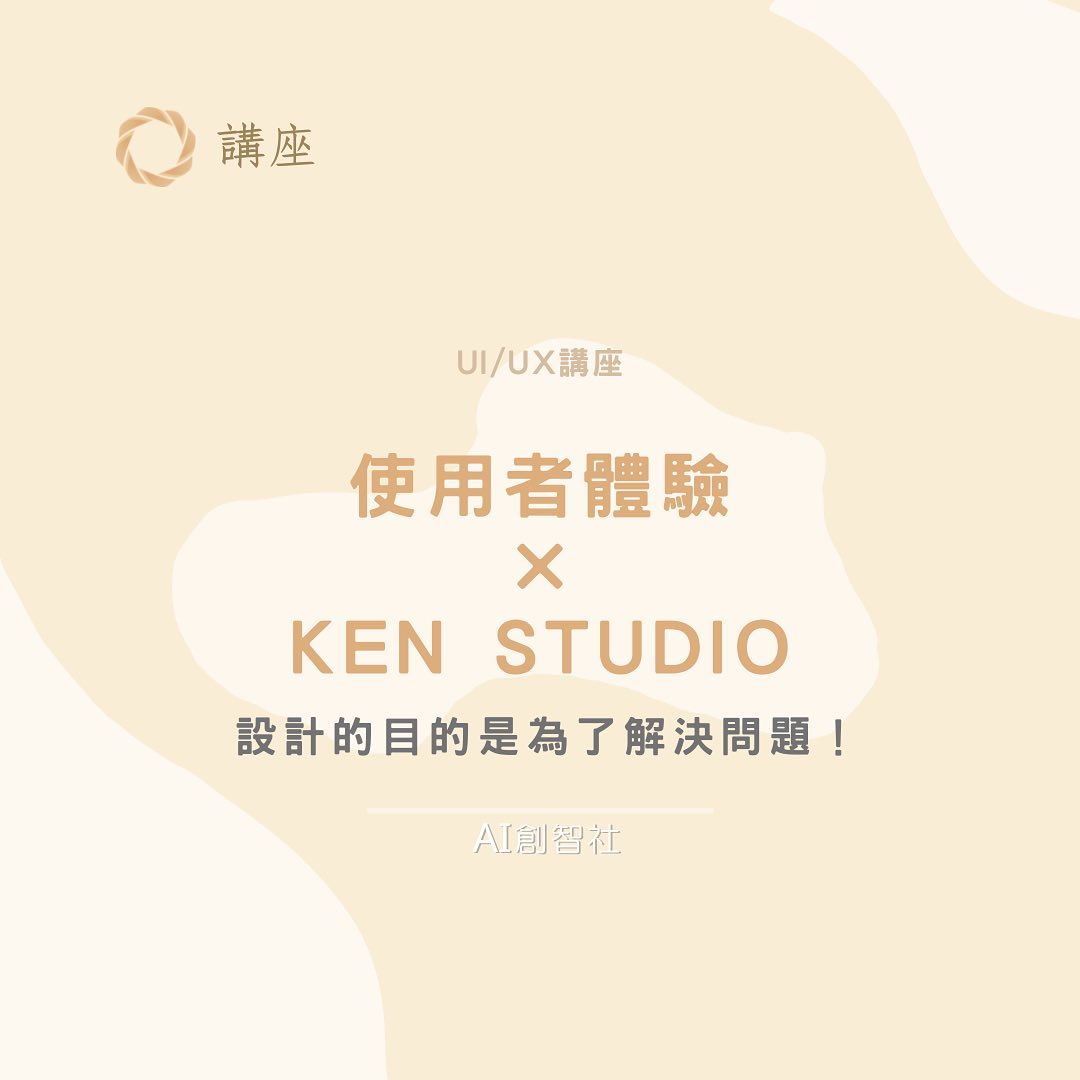 講座
UI/UX講座
使用者體驗
×
KEN STUDIO
設計的目的是為了解決問題！
AI創智社